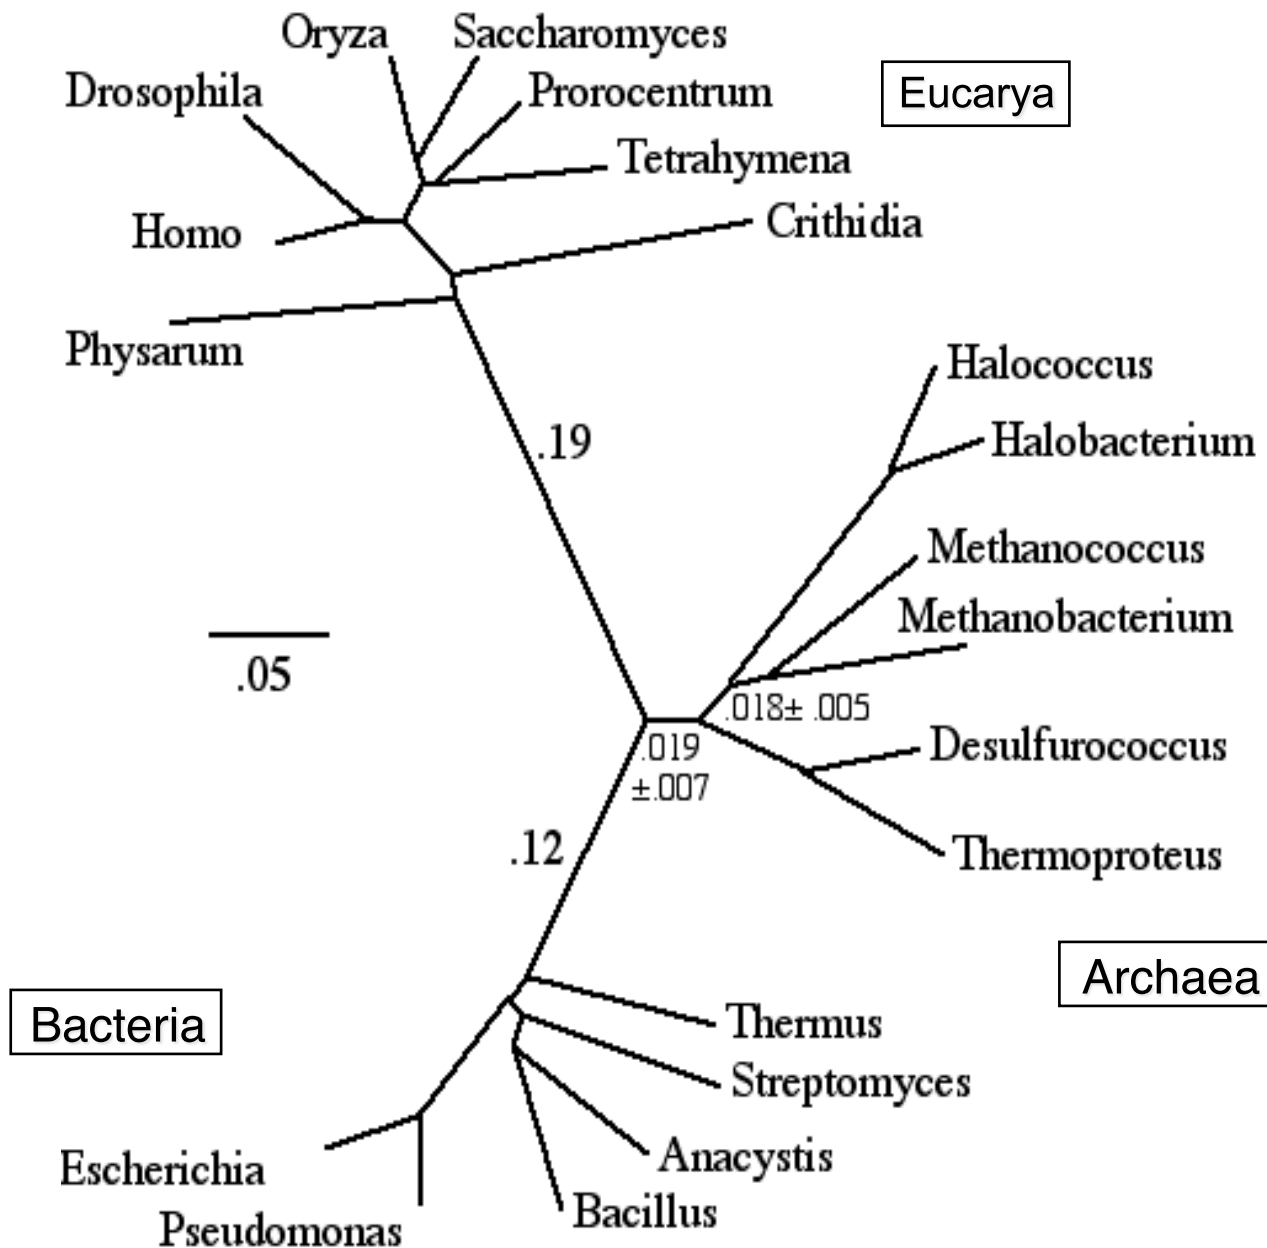 Oryza
Saccharomyces
Drosophila
Prorocentrum
Eucarya
Tetrahymena
Homo
Crithidia
Physarum
Halococcus
.19
Halobacterium
Methanococcus
Methanobacterium
.05
.018± .005
.019
±.007
Desulfurococcus
.12
Thermoproteus
Archaea
Bacteria
Thermus
Streptomyces
Anacystis
Escherichia
Bacillus
Pseudomonas